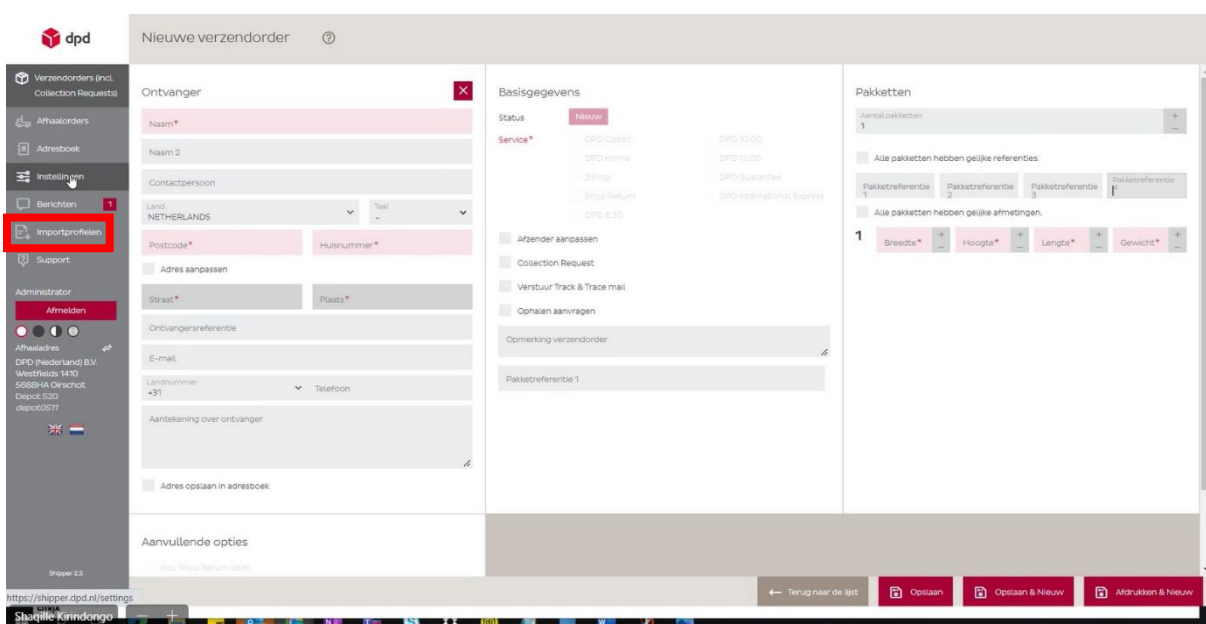 dpd
Nieuwe verzendorder
Verzendorders (incl.
Collection Requests)
Afhaalorders
Adresboek
Instellingen
Berichten 1
Importprofielen
Support
Administrator
Afmelden
Afhaaladres
DPD (Nederland) B.V.
Westfields 1410
5688HA Oirschot
Depot 520
depot0511
Shipper 2.5
https://shipper.dpd.nl/settings
Shaqille Kirindongo
Ontvanger
Naam*
Naam 2
Contactpersoon
Land Taal
NETHERLANDS -
Postcode* Huisnummer*
Adres aanpassen
Straat* Plaats*
Ontvangersreferentie
E-mail
Landnummer
+31 Telefoon
Aantekening over ontvanger
Adres opslaan in adresboek
Aanvullende opties
incl. Shop Return label
Basisgegevens
Status Nieuw
Service* DPD Classic DPD 10:00
DPD Home DPD 12:00
2Shop DPD Guarantee
Shop Return DPD International Express
DPD 8:30
Afzender aanpassen
Collection Request
Verstuur Track & Trace mail
Ophalen aanvragen
Opmerking verzendorder
Pakketreferentie 1
Pakketten
Aantal pakketten
1
Alle pakketten hebben gelijke referenties.
Pakketreferentie Pakketreferentie Pakketreferentie Pakketreferentie
1 2 3
Alle pakketten hebben gelijke afmetingen.
1 Breedte* Hoogte* Lengte* Gewicht*
← Terug naar de lijst Opslaan Opslaan & Nieuw Afdrukken & Nieuw